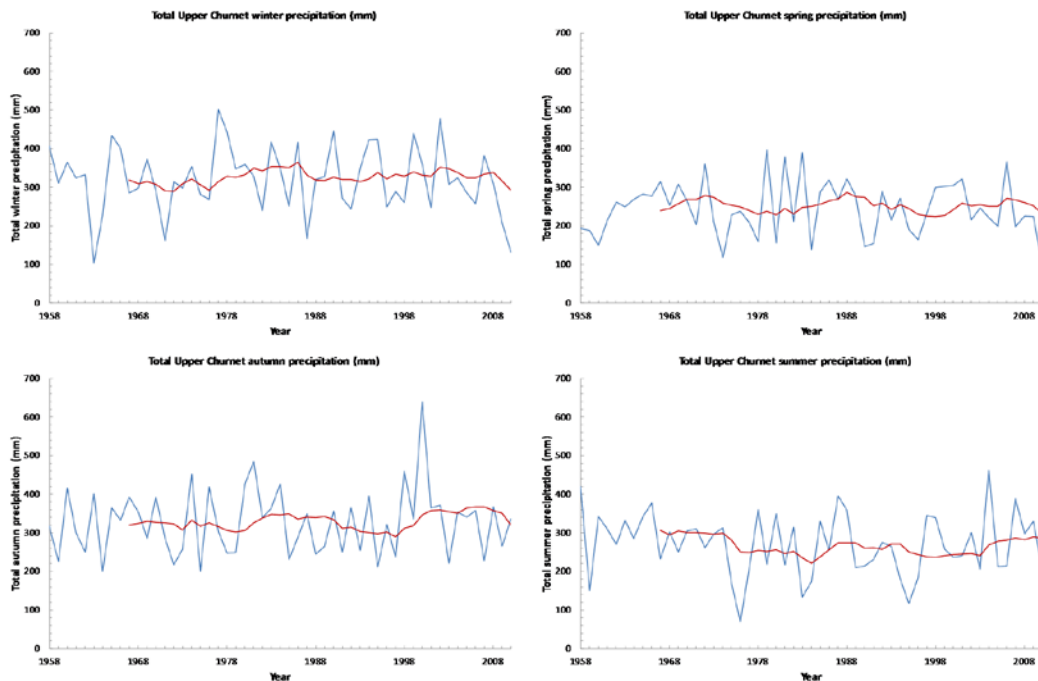 Total Upper Churnet winter precipitation (mm)
Total winter precipitation (mm)
700
600
500
400
300
200
100
0
1958 1968 1978 1988 1998 2008
Year
Total Upper Churnet spring precipitation (mm)
Total spring precipitation (mm)
700
600
500
400
300
200
100
0
1958 1968 1978 1988 1998 2008
Year
Total Upper Churnet autumn precipitation (mm)
Total autumn precipitation (mm)
700
600
500
400
300
200
100
0
1958 1968 1978 1988 1998 2008
Year
Total Upper Churnet summer precipitation (mm)
Total summer precipitation (mm)
700
600
500
400
300
200
100
0
1958 1968 1978 1988 1998 2008
Year